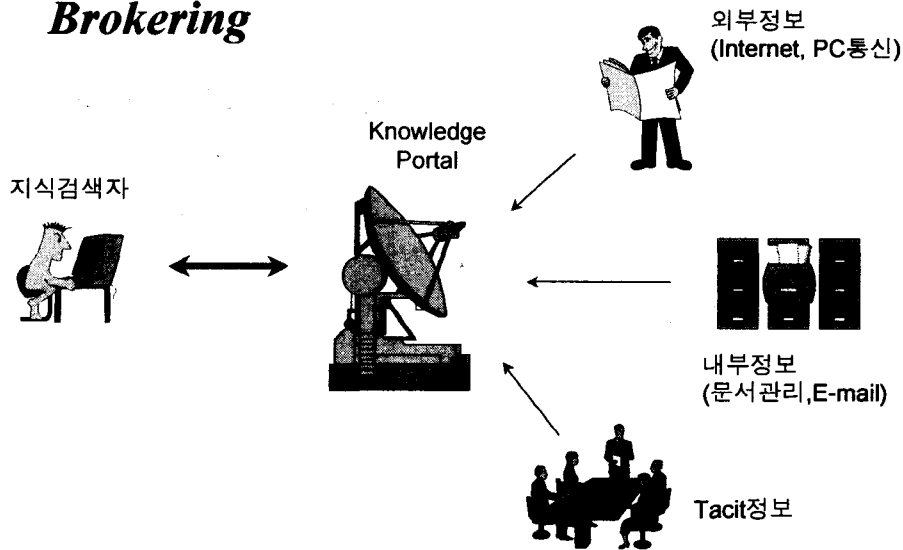 Brokering
외부정보
(Internet, PC통신)
Knowledge
Portal
지식검색자
내부정보
(문서관리,E-mail)
Tacit정보